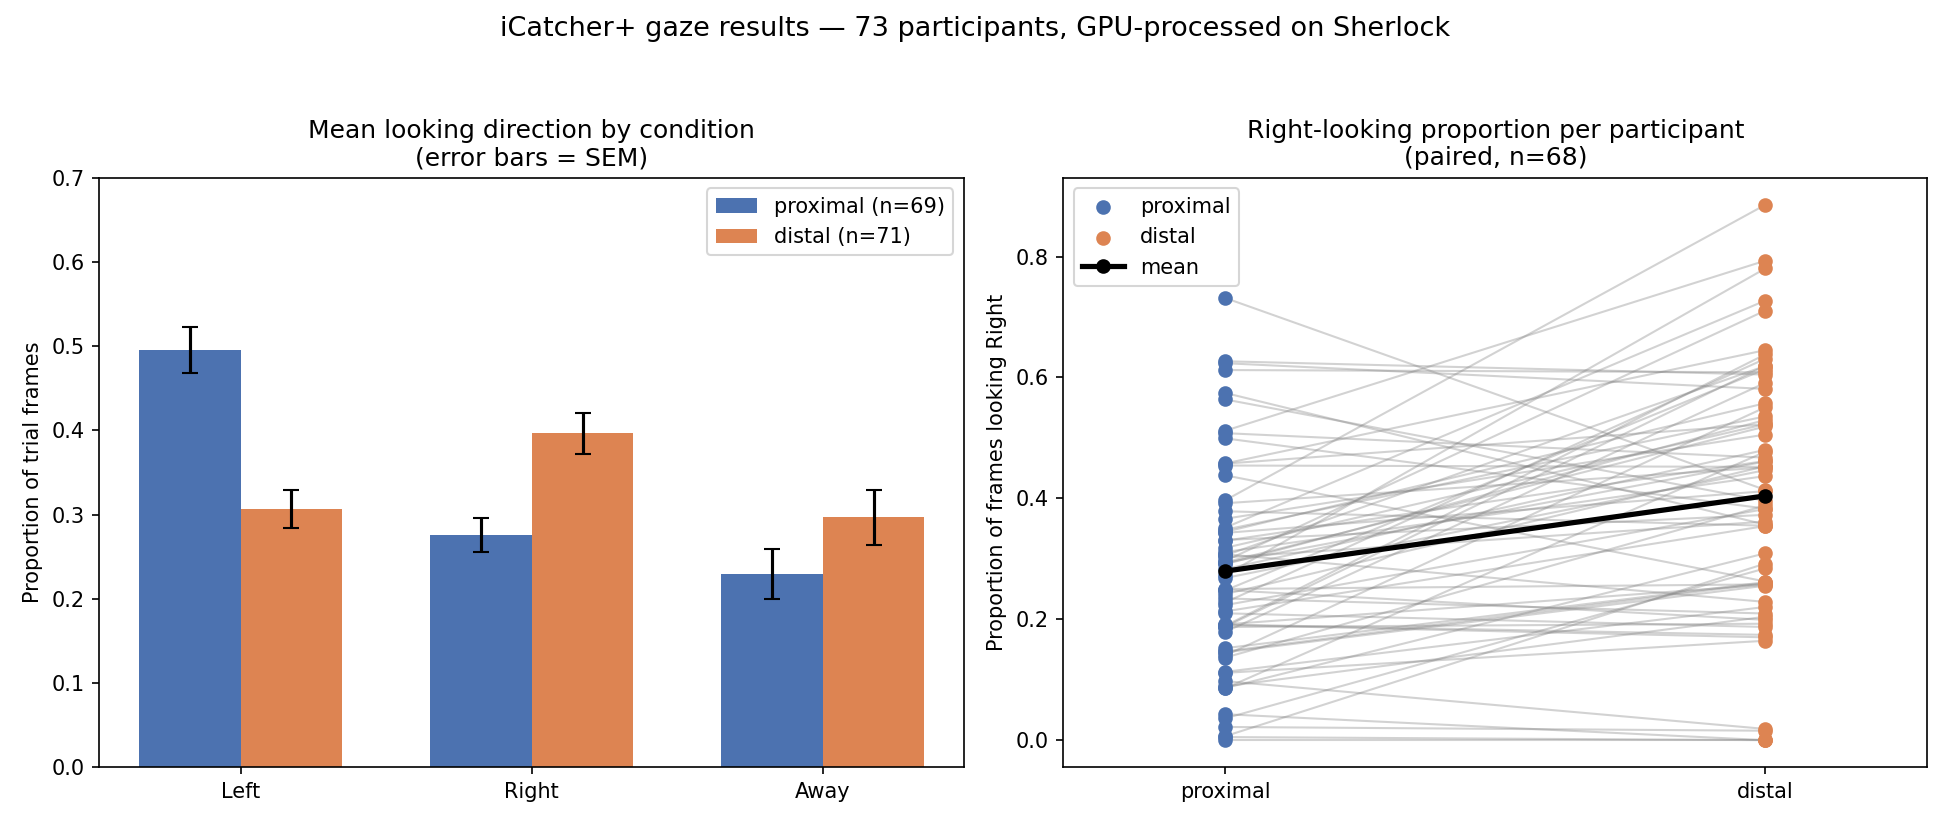 iCatcher+ gaze results — 73 participants, GPU-processed on Sherlock
Mean looking direction by condition
(error bars = SEM)
Proportion of trial frames
0.7
0.6
0.5
0.4
0.3
0.2
0.1
0.0
proximal (n=69)
distal (n=71)
Left
Right
Away
Right-looking proportion per participant
(paired, n=68)
Proportion of frames looking Right
0.8
0.6
0.4
0.2
0.0
proximal
distal
mean
proximal
distal